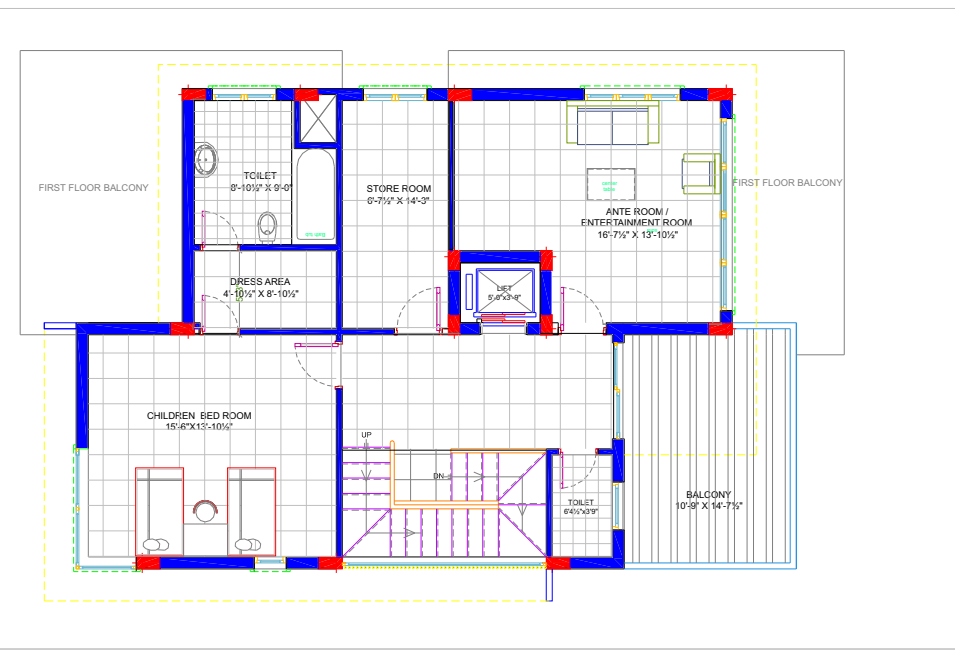 FIRST FLOOR BALCONY
TOILET
8'-10½" X 9'-0"
STORE ROOM
6'-7½" X 14'-3"
FIRST FLOOR BALCONY
ANTE ROOM /
ENTERTAINMENT ROOM
16'-7½" X 13'-10½"
DRESS AREA
4'-10½" X 8'-10½"
LIFT
5'-0"x3'-9"
CHILDREN BED ROOM
15'-6"X13'-10½"
UP
DN
TOILET
6'4½"x3'9"
BALCONY
10'-9" X 14'-7½"